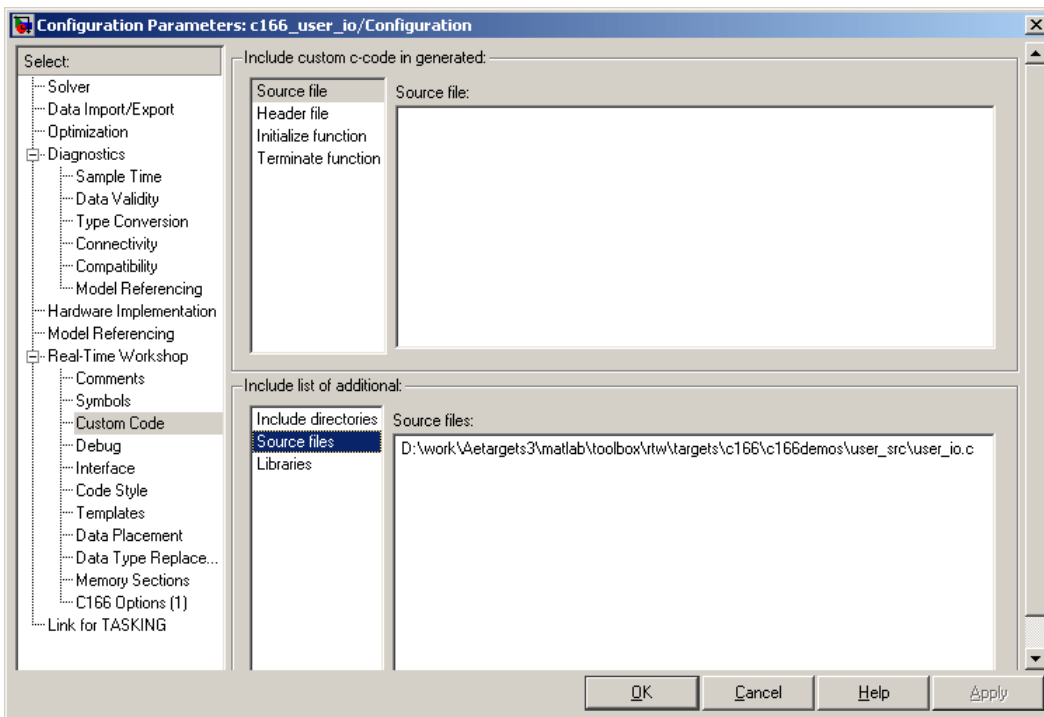 Configuration Parameters: c166_user_io/Configuration
Select:
Solver
Data Import/Export
Optimization
Diagnostics
Sample Time
Data Validity
Type Conversion
Connectivity
Compatibility
Model Referencing
Hardware Implementation
Model Referencing
Real-Time Workshop
Comments
Symbols
Custom Code
Debug
Interface
Code Style
Templates
Data Placement
Data Type Replace...
Memory Sections
C166 Options (1)
Link for TASKING
Include custom c-code in generated:
Source file
Header file
Initialize function
Terminate function
Source file:
Include list of additional:
Include directories
Source files
Libraries
Source files:
D:\work\Aetargets3\matlab\toolbox\rtw\targets\c166\c166demos\user_src\user_io.c
OK
Cancel
Help
Apply